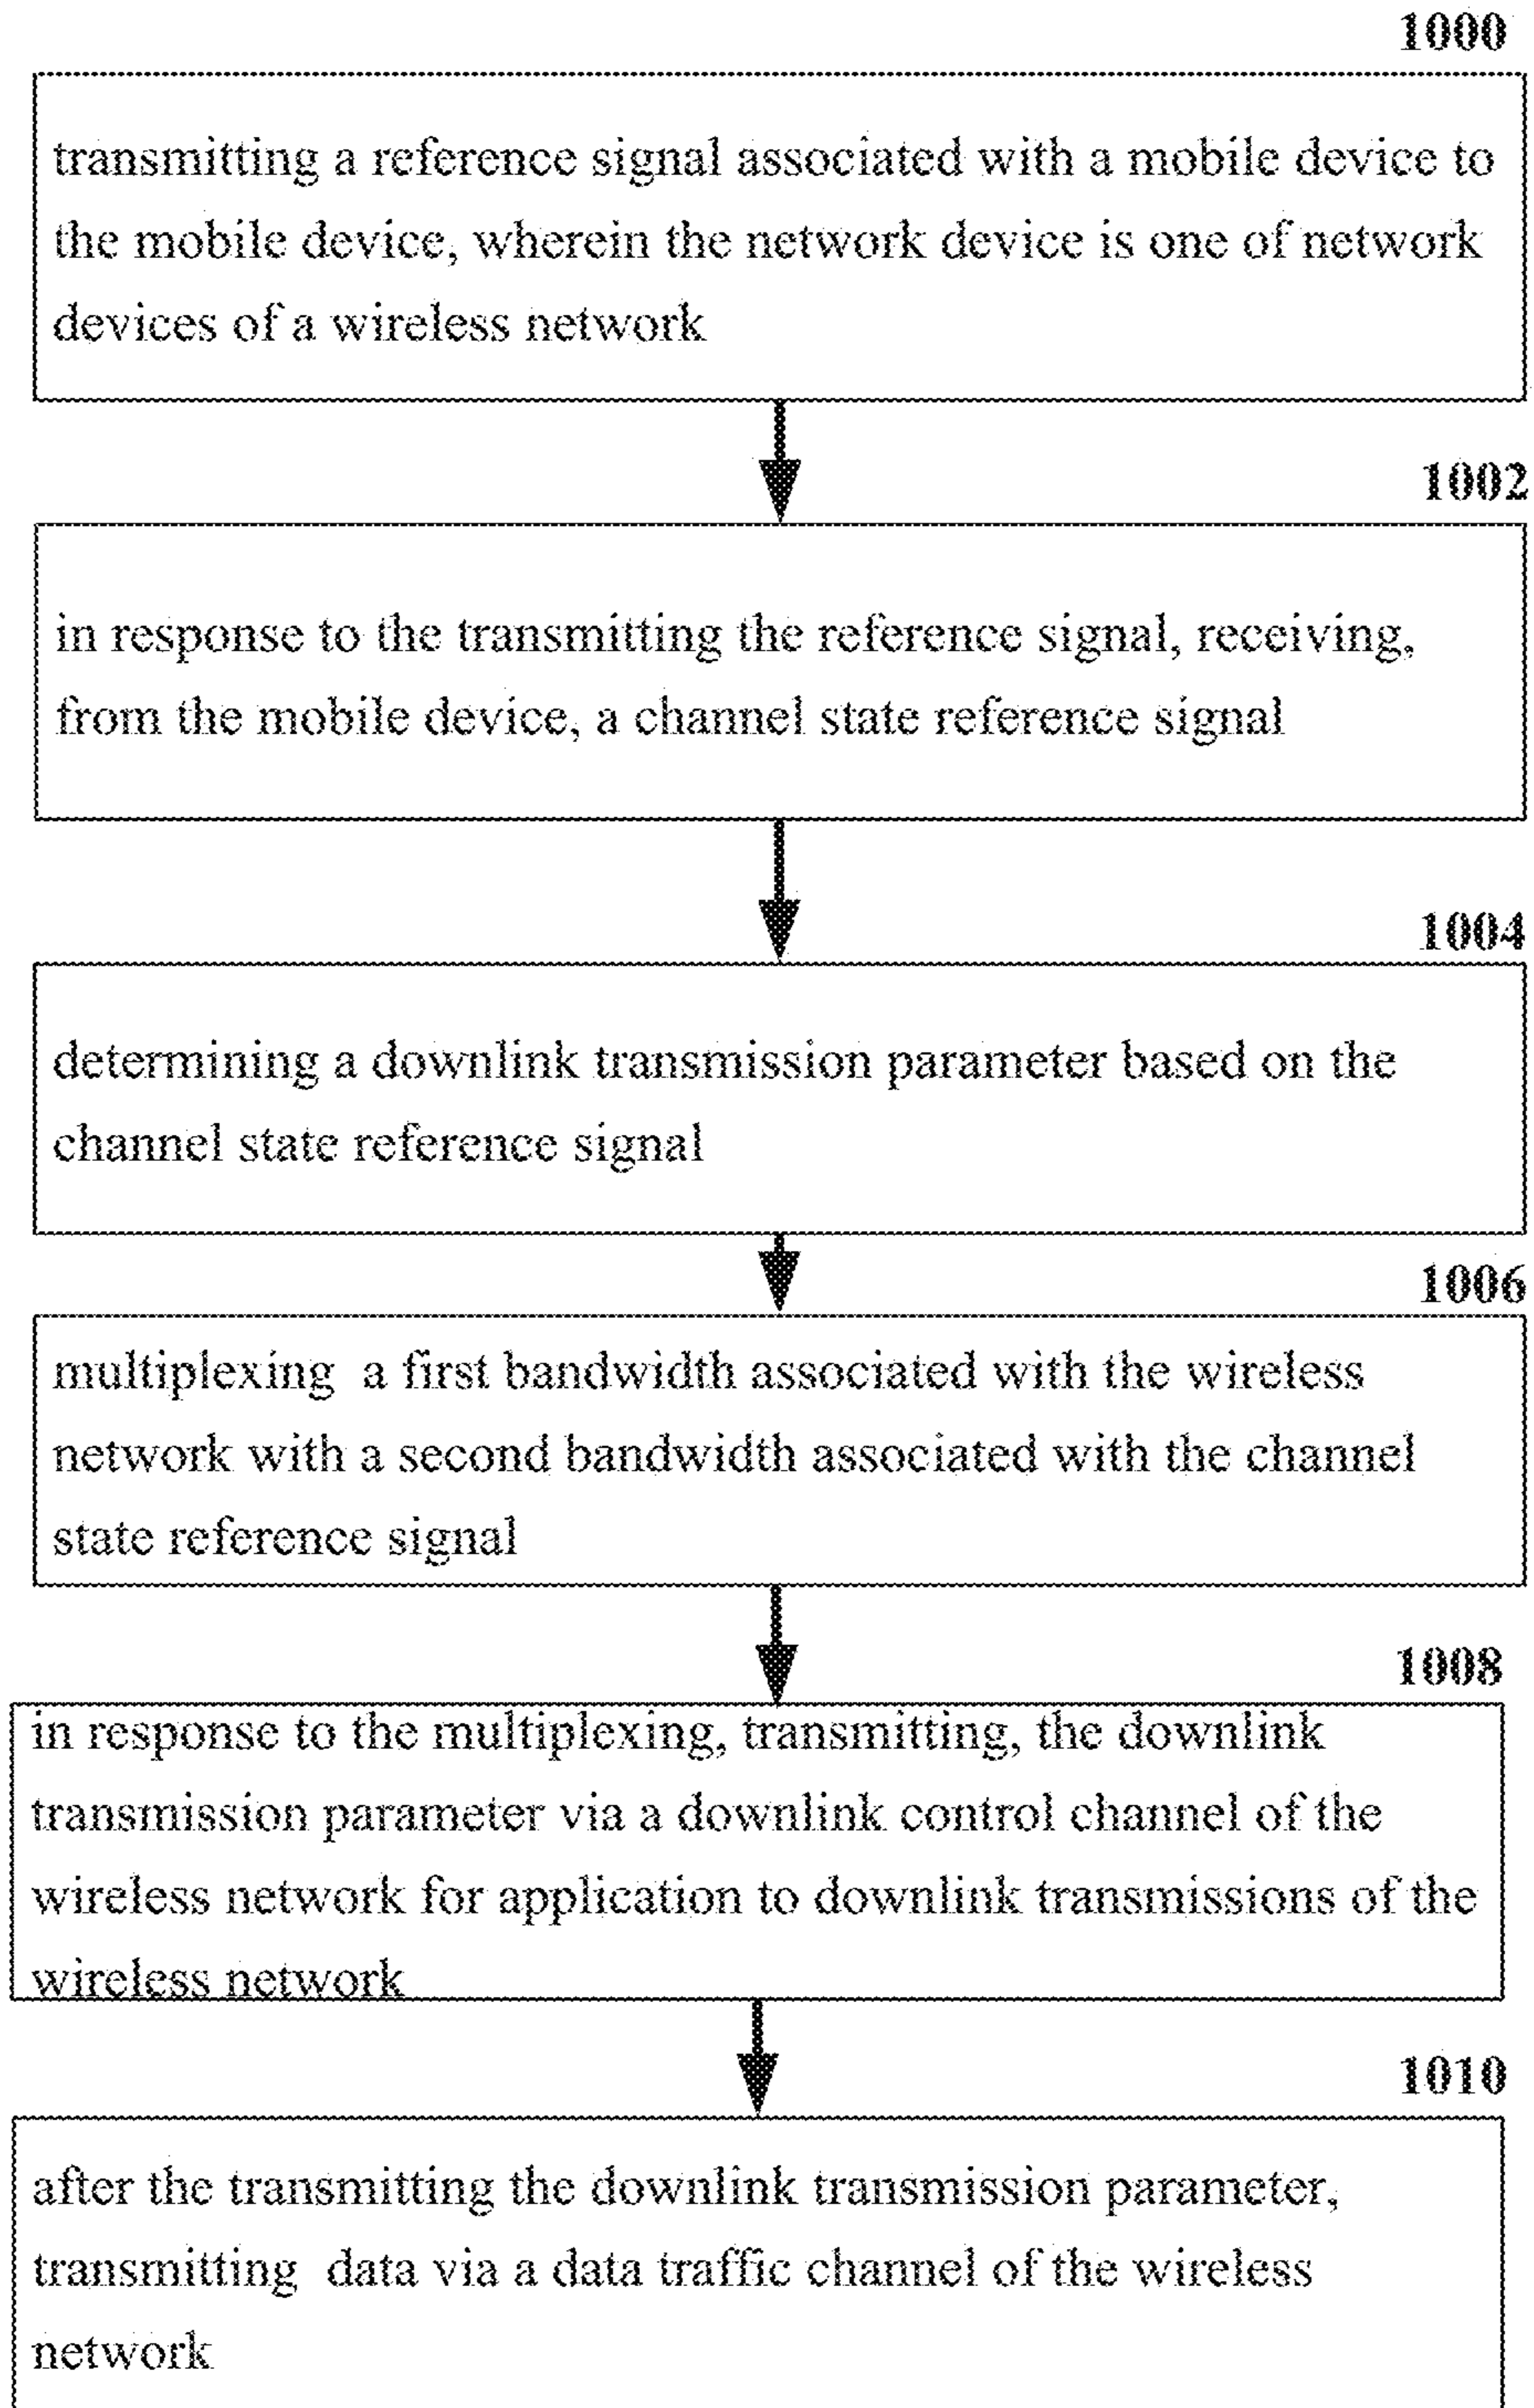 1000
transmitting a reference signal associated with a mobile device to
the mobile device, wherein the network device is one of network
devices of a wireless network
1002
in response to the transmitting the reference signal, receiving,
from the mobile device, a channel state reference signal
1004
determining a downlink transmission parameter based on the
channel state reference signal
1006
multiplexing a first bandwidth associated with the wireless
network with a second bandwidth associated with the channel
state reference signal
1008
in response to the multiplexing, transmitting, the downlink
transmission parameter via a downlink control channel of the
wireless network for application to downlink transmissions of the
wireless network
1010
after the transmitting the downlink transmission parameter,
transmitting data via a data traffic channel of the wireless
network